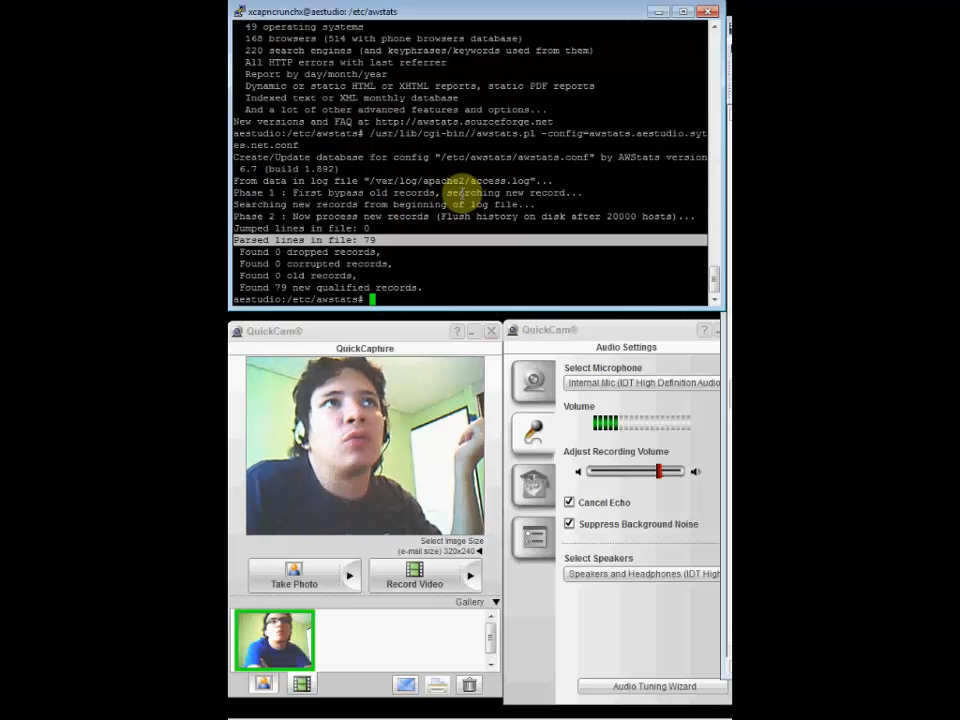 xcapncrunchx@aestudio: /etc/awstats
49 operating systems
168 browsers (514 with phone browsers database)
220 search engines (and keyphrases/keywords used from them)
All HTTP errors with last referrer
Report by day/month/year
Dynamic or static HTML or XHTML reports, static PDF reports
Indexed text or XML monthly database
And a lot of other advanced features and options...
New versions and FAQ at http://awstats.sourceforge.net
aestudio:/etc/awstats# /usr/lib/cgi-bin//awstats.pl -config=awstats.aestudio.syt
es.net.conf
Create/Update database for config "/etc/awstats/awstats.conf" by AWStats version
6.7 (build 1.892)
From data in log file "/var/log/apache2/access.log"...
Phase 1 : First bypass old records, searching new record...
Searching new records from beginning of log file...
Phase 2 : Now process new records (Flush history on disk after 20000 hosts)...
Jumped lines in file: 0
Parsed lines in file: 79
Found 0 dropped records,
Found 0 corrupted records,
Found 0 old records,
Found 79 new qualified records.
aestudio:/etc/awstats#
QuickCam®
QuickCapture
Select Image Size
(e-mail size) 320x240
Take Photo
Record Video
Gallery
QuickCam®
Audio Settings
Select Microphone
Internal Mic (IDT High Definition Audio
Volume
Adjust Recording Volume
Cancel Echo
Suppress Background Noise
Select Speakers
Speakers and Headphones (IDT High
Audio Tuning Wizard